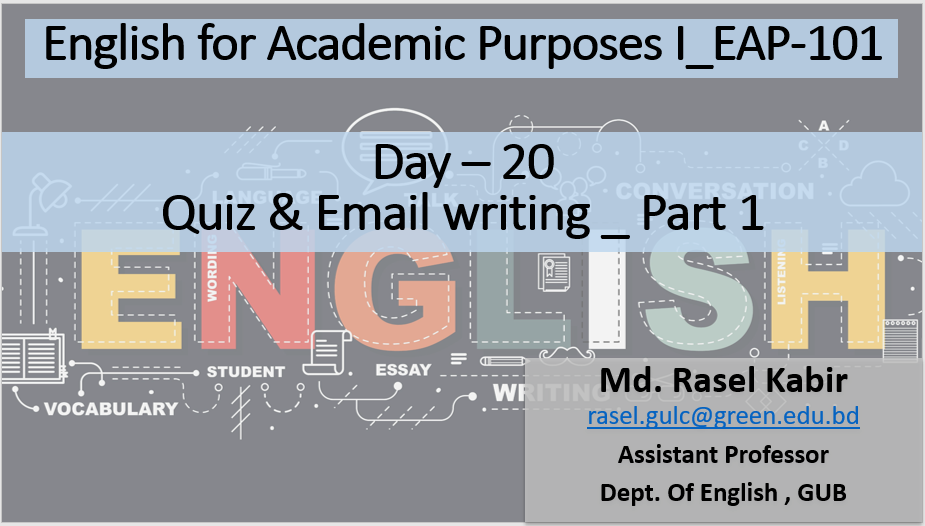 English for Academic Purposes I_EAP-101
Day – 20
Quiz & Email writing _ Part 1
A
C D
B
LANGUAGE
TALK
CONVERSATION
ENGLISH
WORDING
LISTENING
STUDENT
ESSAY
VOCABULARY
WRITING
Md. Rasel Kabir
rasel.gulc@green.edu.bd
Assistant Professor
Dept. Of English , GUB